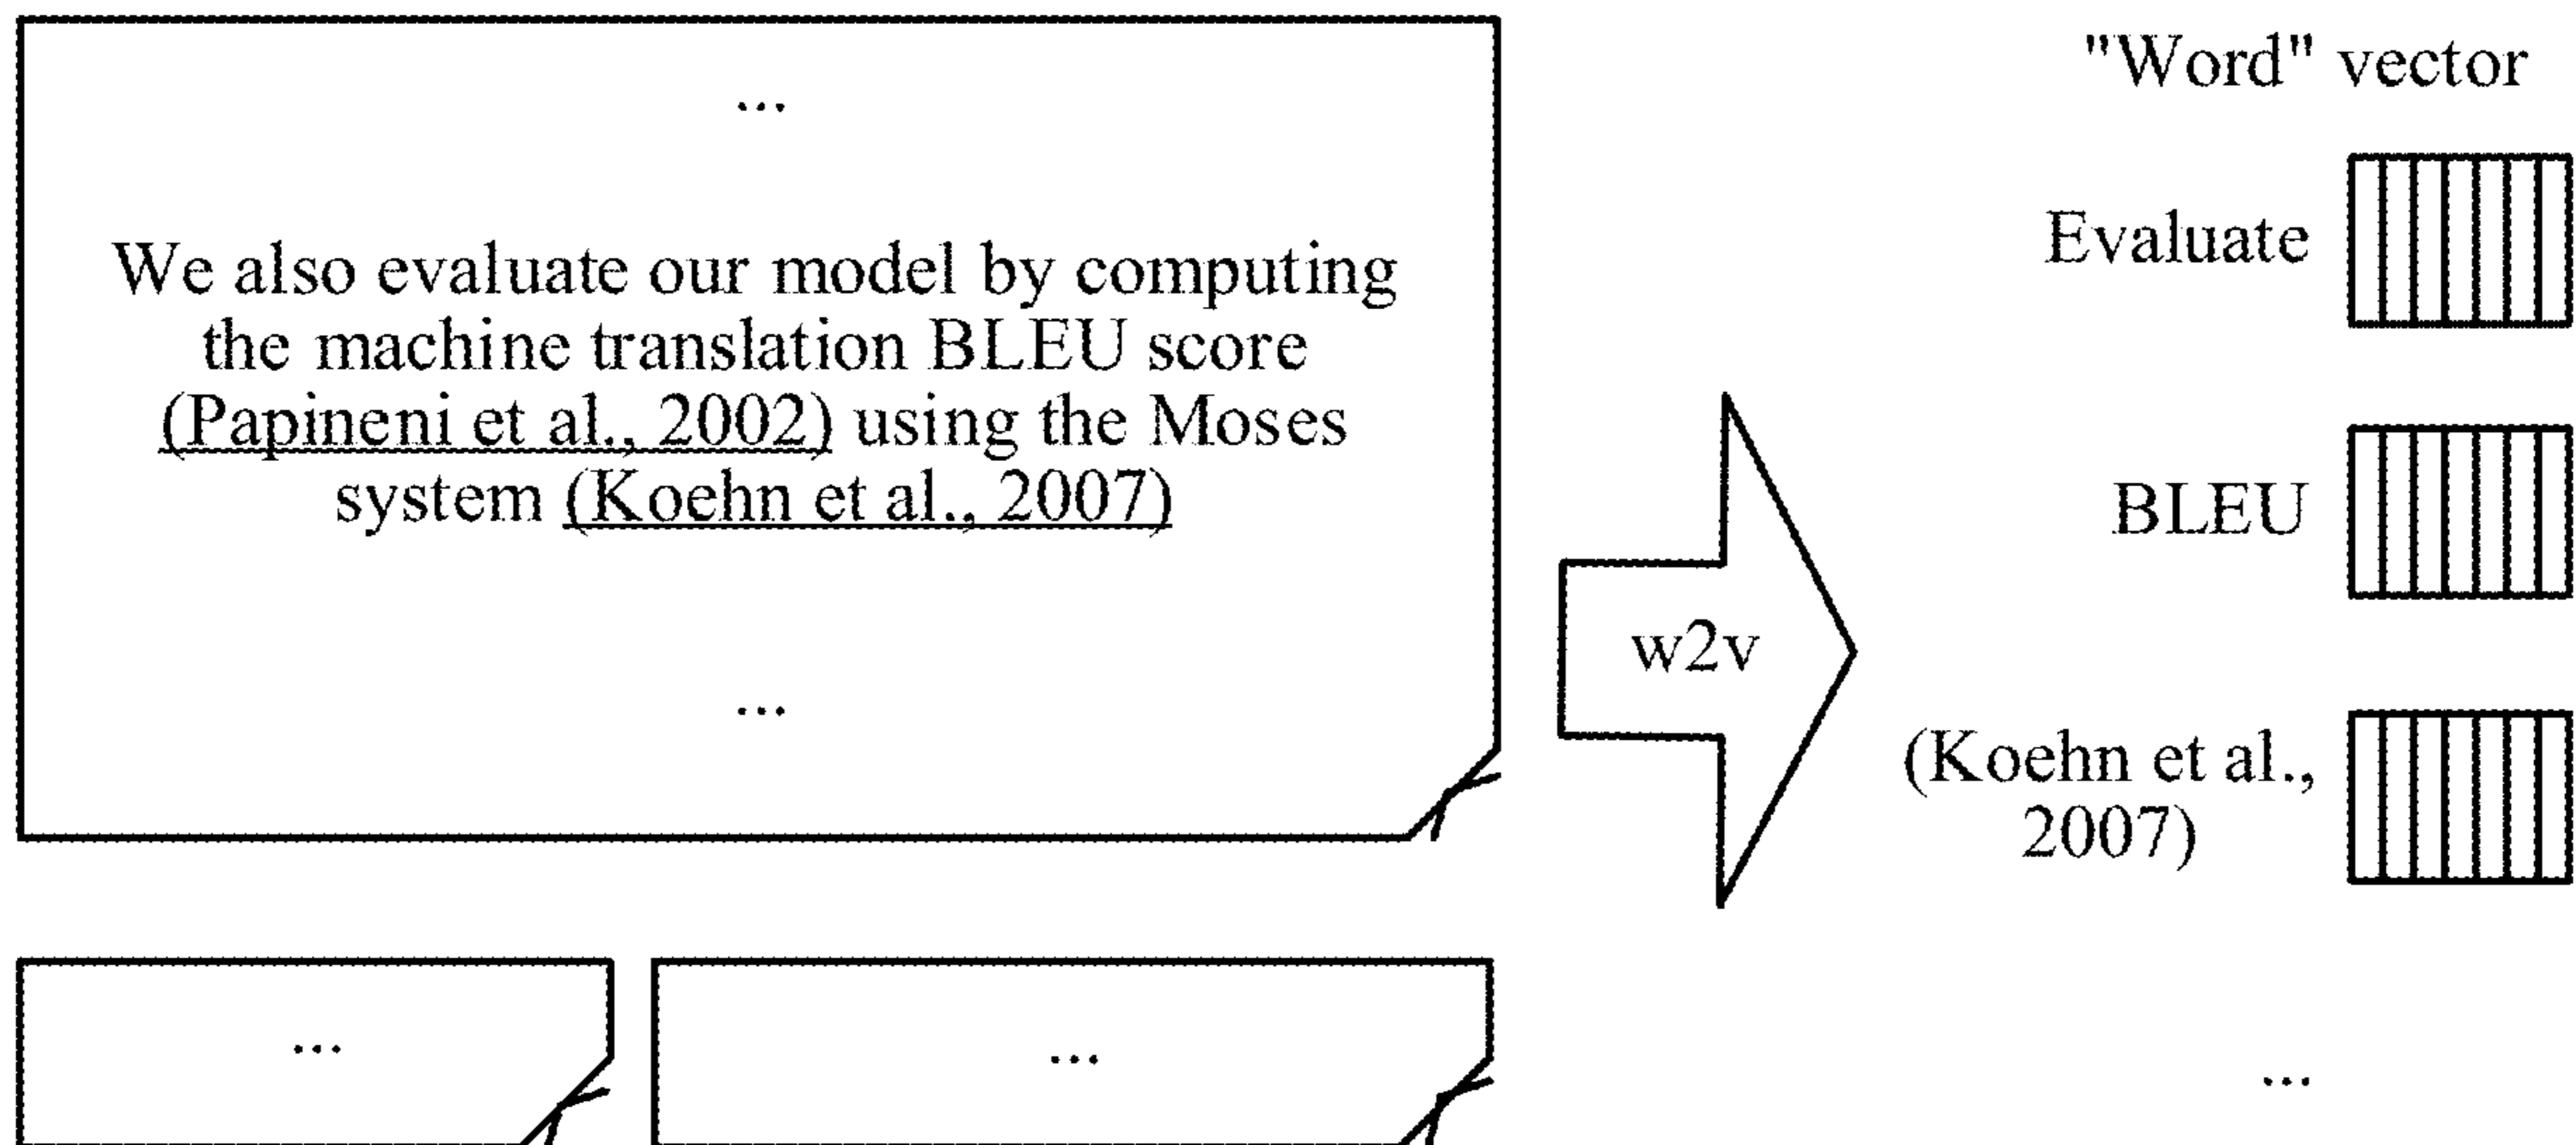 ...
We also evaluate our model by computing
the machine translation BLEU score
(Papineni et al., 2002) using the Moses
system (Koehn et al., 2007)
...
...
...
w2v
"Word" vector
Evaluate
BLEU
(Koehn et al.,
2007)
...